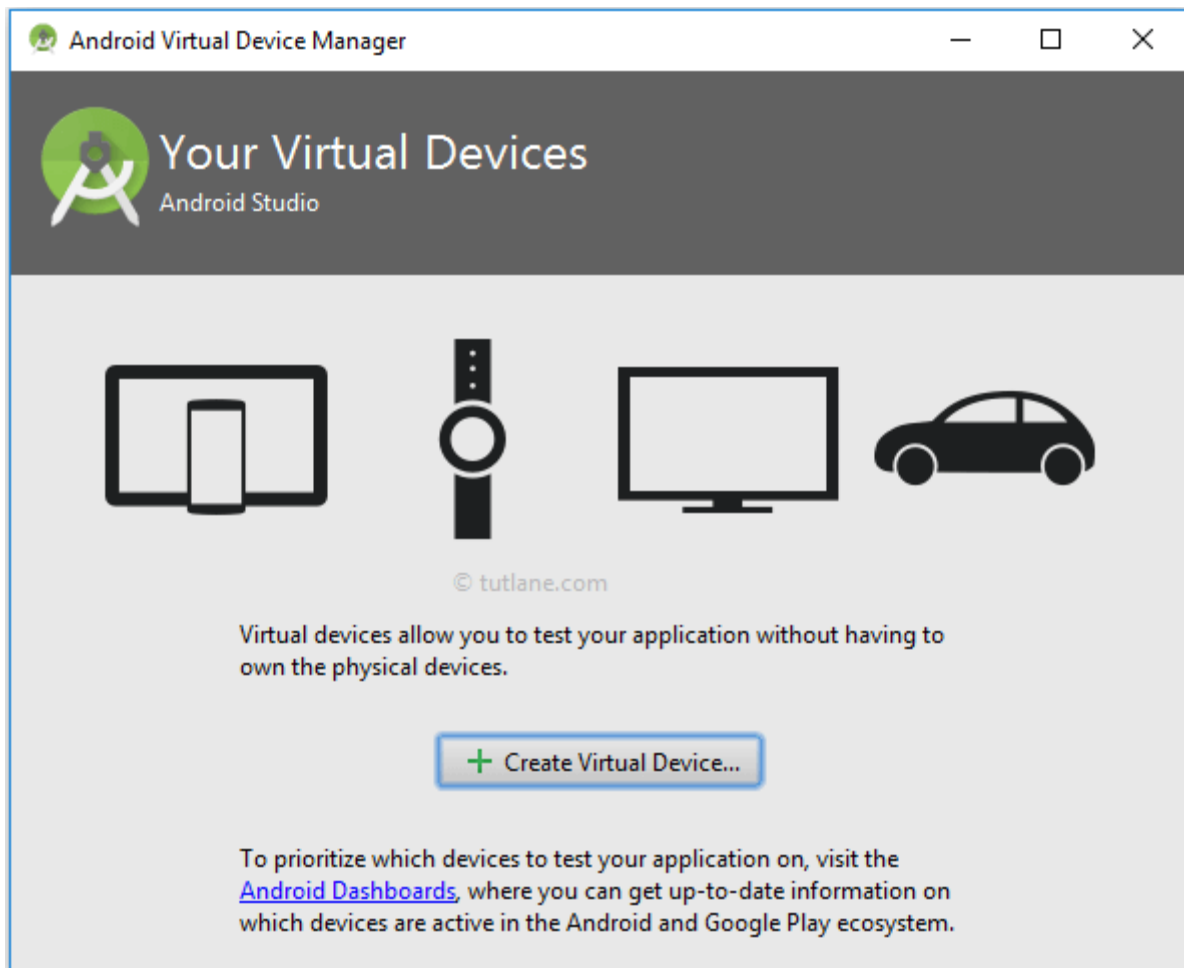 Android Virtual Device Manager
Your Virtual Devices
Android Studio
© tutlane.com
Virtual devices allow you to test your application without having to
own the physical devices.
Create Virtual Device...
To prioritize which devices to test your application on, visit the
Android Dashboards, where you can get up-to-date information on
which devices are active in the Android and Google Play ecosystem.